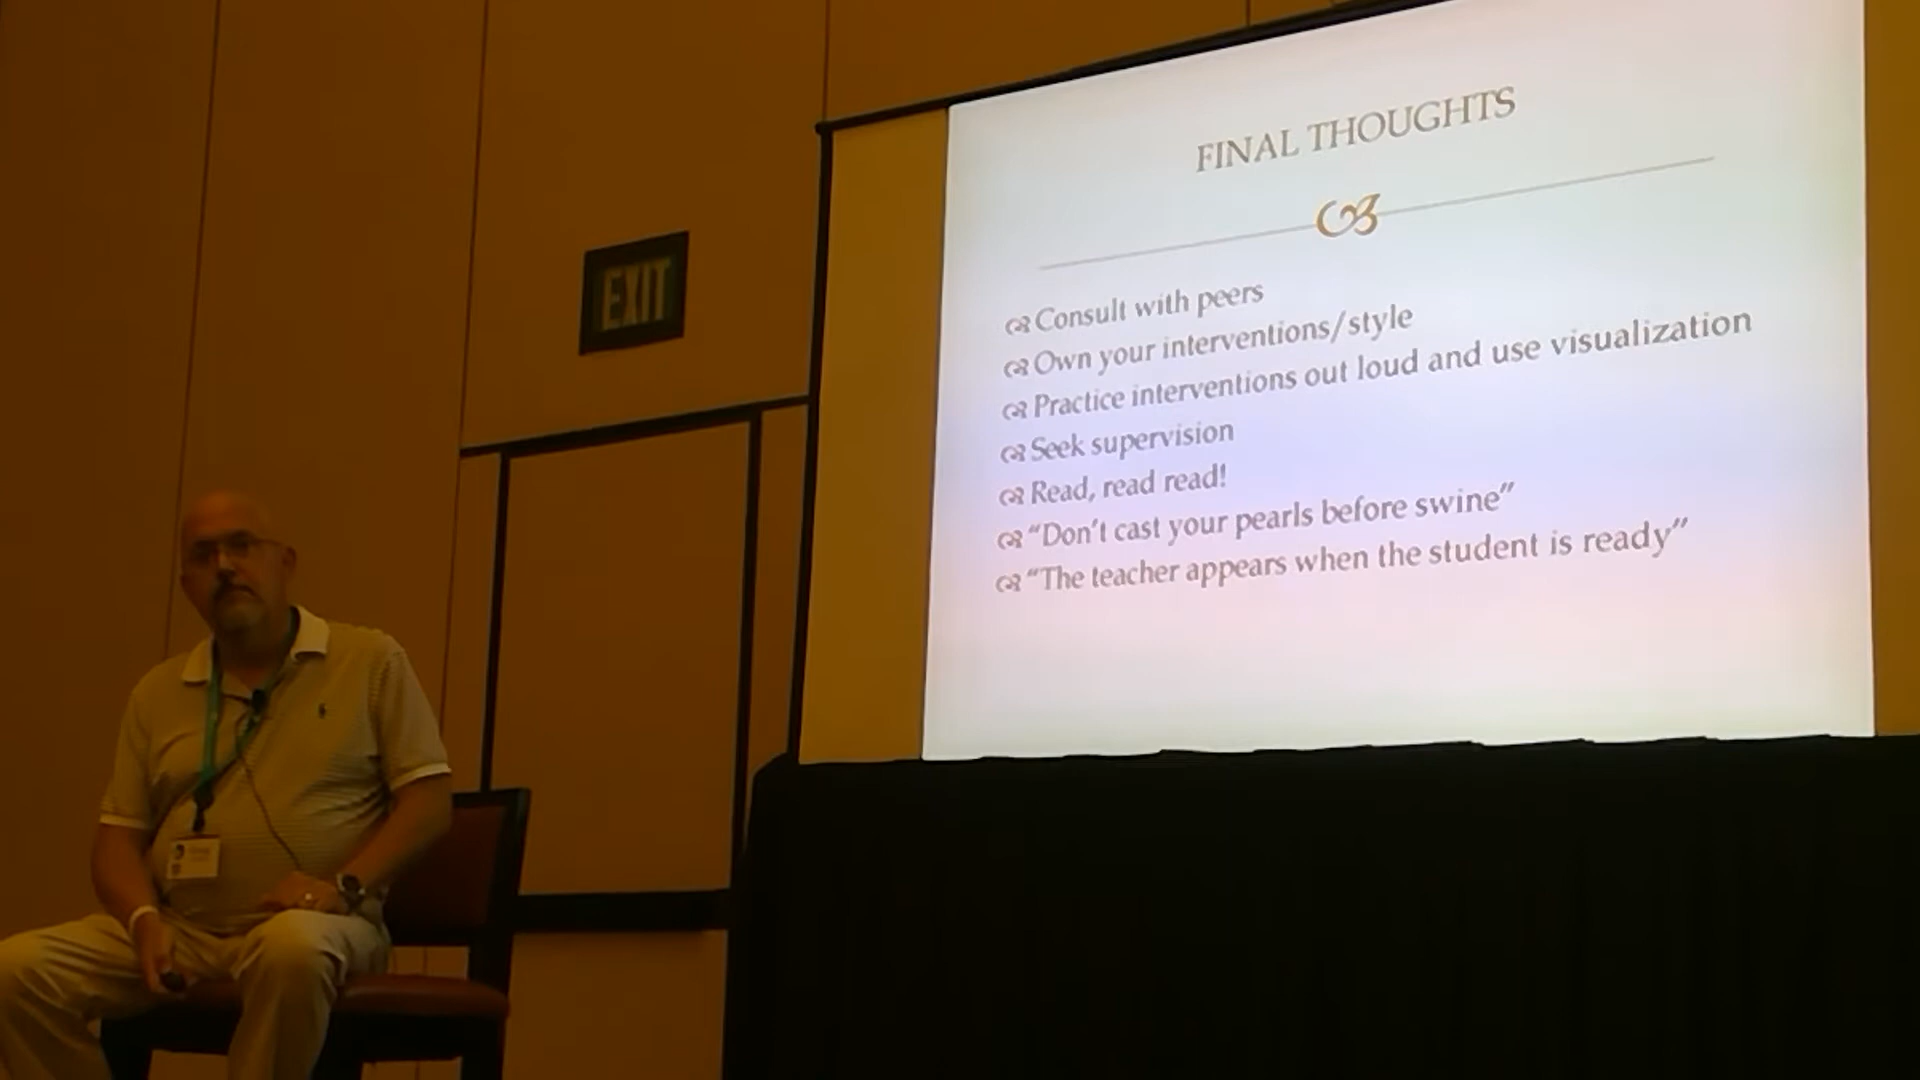 FINAL THOUGHTS
EXIT
Consult with peers
Own your interventions/style
Practice interventions out loud and use visualization
Seek supervision
Read, read read!
“Don't cast your pearls before swine”
“The teacher appears when the student is ready”